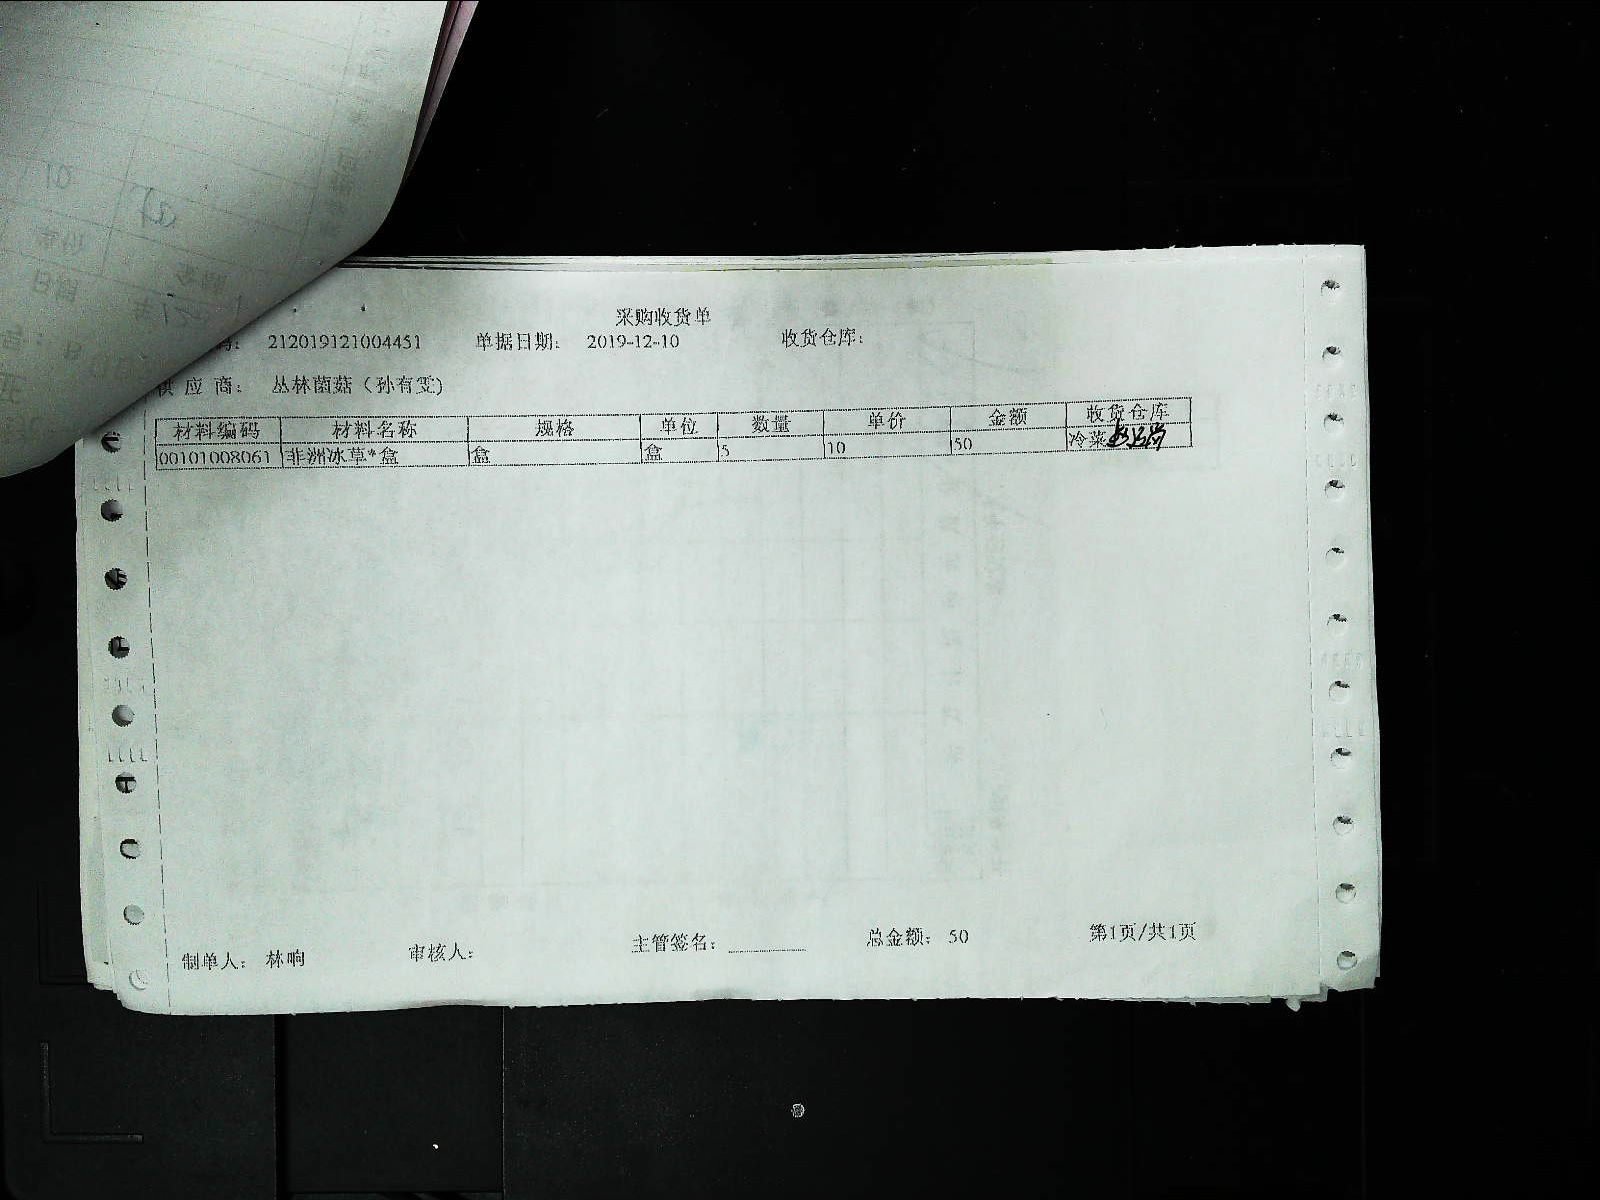 采购收货单
码： 212019121004451 单据日期： 2019-12-10 收货仓库：
供 应 商： 丛林菌菇（孙有雯）
材料编码 材料名称 规格 单位 数量 单价 金额 收货仓库
00101008061 非洲冰草*盒 盒 盒 5 10 50 冷菜
制单人： 林响 审核人： 主管签名： 总金额： 50 第1页/共1页